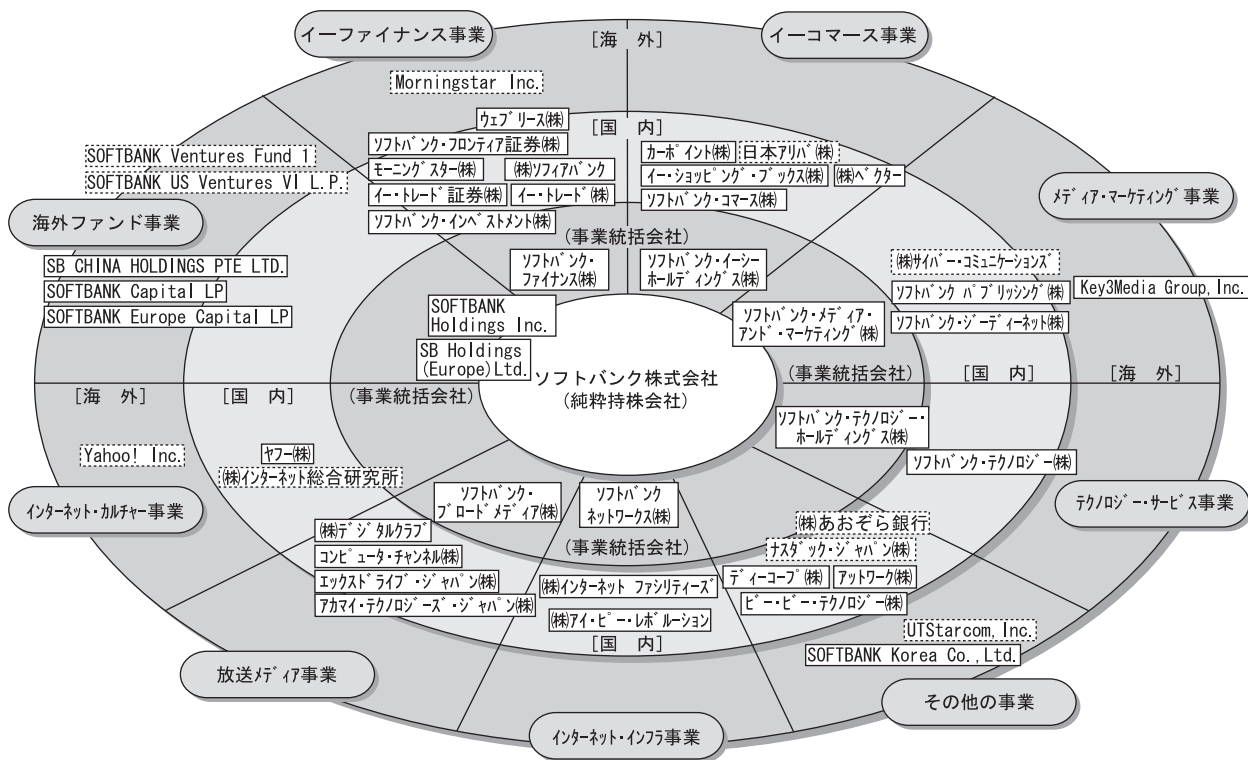 イーファイナンス事業
[海　外]
イーコマース事業
Morningstar Inc.
ウェブリース㈱
[国　内]
ソフトバンク・フロンティア証券㈱
モーニングスター㈱
㈱ソフィアバンク
イー・トレード証券㈱
イー・トレード㈱
ソフトバンク・インベストメント㈱
カーポイント㈱
日本アリバ㈱
イー・ショッピング・ブックス㈱
㈱ベクター
ソフトバンク・コマース㈱
SOFTBANK Ventures Fund 1
SOFTBANK US Ventures VI L.P.
海外ファンド事業
SB CHINA HOLDINGS PTE LTD.
SOFTBANK Capital LP
SOFTBANK Europe Capital LP
メディア・マーケティング事業
(事業統括会社)
ソフトバンク・
ファイナンス㈱
ソフトバンク・イーシー
ホールディングス㈱
㈱サイバー・コミュニケーションズ
ソフトバンク パブリッシング㈱
Key3Media Group,Inc.
ソフトバンク・ジーディーネット㈱
SOFTBANK
Holdings Inc.
SB Holdings
(Europe)Ltd.
ソフトバンク・メディア・
アンド・マーケティング㈱
ソフトバンク株式会社
(純粋持株会社)
[海　外]
[国　内]
(事業統括会社)
(事業統括会社)
[国　内]
[海　外]
ソフトバンク・テクノロジー・
ホールディングス㈱
ソフトバンク・テクノロジー㈱
Yahoo! Inc.
ヤフー㈱
㈱インターネット総合研究所
インターネット・カルチャー事業
テクノロジー・サービス事業
ソフトバンク・
ブロードメディア㈱
ソフトバンク
ネットワークス㈱
(事業統括会社)
㈱デジタルクラブ
コンピュータ・チャンネル㈱
エックスドライブ・ジャパン㈱
アカマイ・テクノロジーズ・ジャパン㈱
㈱インターネット ファシリティーズ
㈱アイ・ピー・レボルーション
[国　内]
㈱あおぞら銀行
ナスダック・ジャパン㈱
ディーコープ㈱
アットワーク㈱
ビー・ビー・テクノロジー㈱
UTStarcom,Inc.
SOFTBANK Korea Co.,Ltd.
放送メディア事業
その他の事業
インターネット・インフラ事業